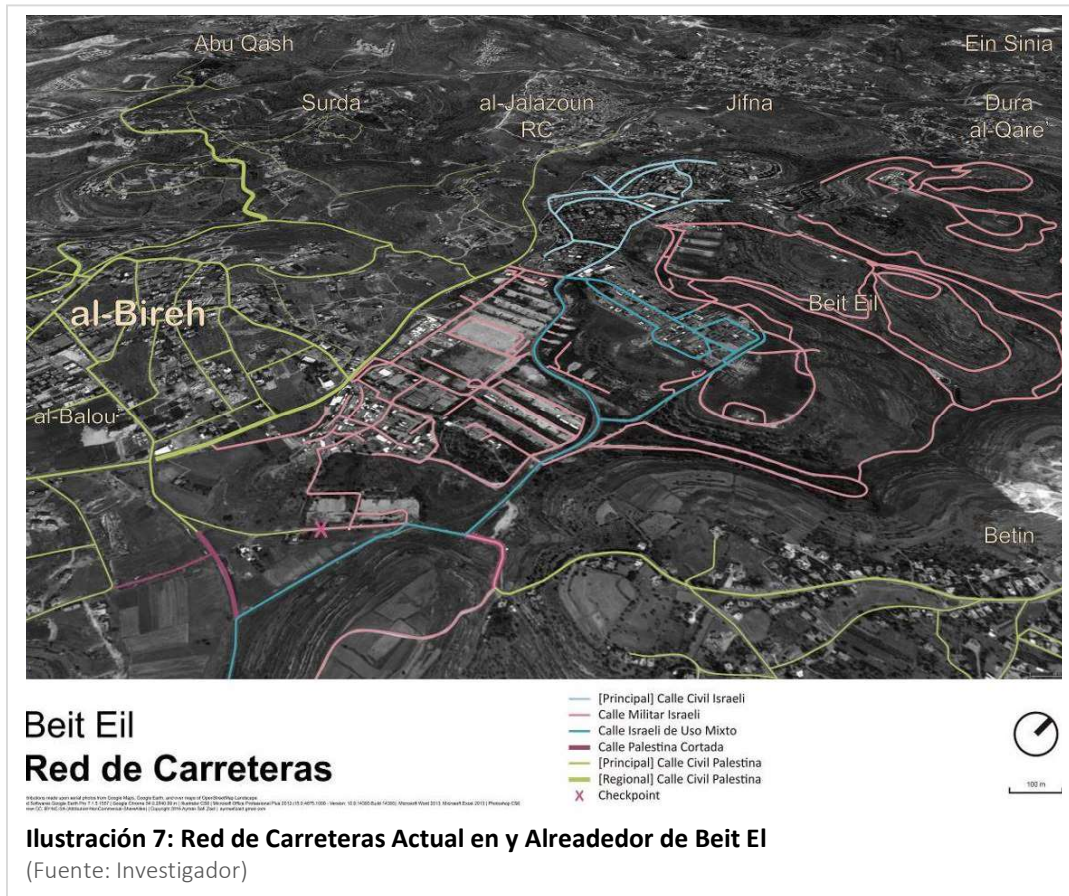 Abu Qash
Ein Sinia
Surda
al-Jalazoun
RC
Jifna
Dura
al-Qare'
al-Bireh
Beit Eil
al-Balou
Betin
X
Beit Eil
Red de Carreteras
[Principal] Calle Civil Israeli
Calle Militar Israeli
Calle Israeli de Uso Mixto
Calle Palestina Cortada
[Principal] Calle Civil Palestina
[Regional] Calle Civil Palestina
X Checkpoint
100 m
Ilustración 7: Red de Carreteras Actual en y Alreadedor de Beit El
(Fuente: Investigador)